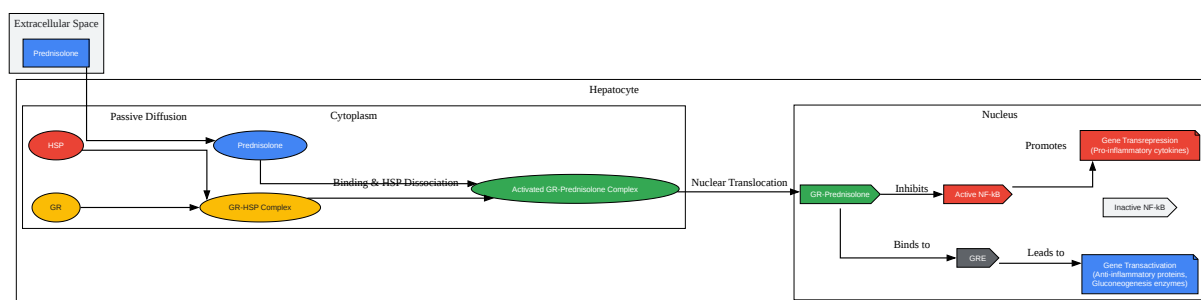 Extracellular Space
Prednisolone
Hepatocyte
Passive Diffusion
Cytoplasm
HSP
Prednisolone
Binding & HSP Dissociation
Activated GR-Prednisolone Complex
GR
GR-HSP Complex
Nuclear Translocation
Nucleus
Promotes
Gene Transrepression
(Pro-inflammatory cytokines)
GR-Prednisolone
Inhibits
Active NF-kB
Inactive NF-kB
Binds to
GRE
Leads to
Gene Transactivation
(Anti-inflammatory proteins,
Gluconeogenesis enzymes)